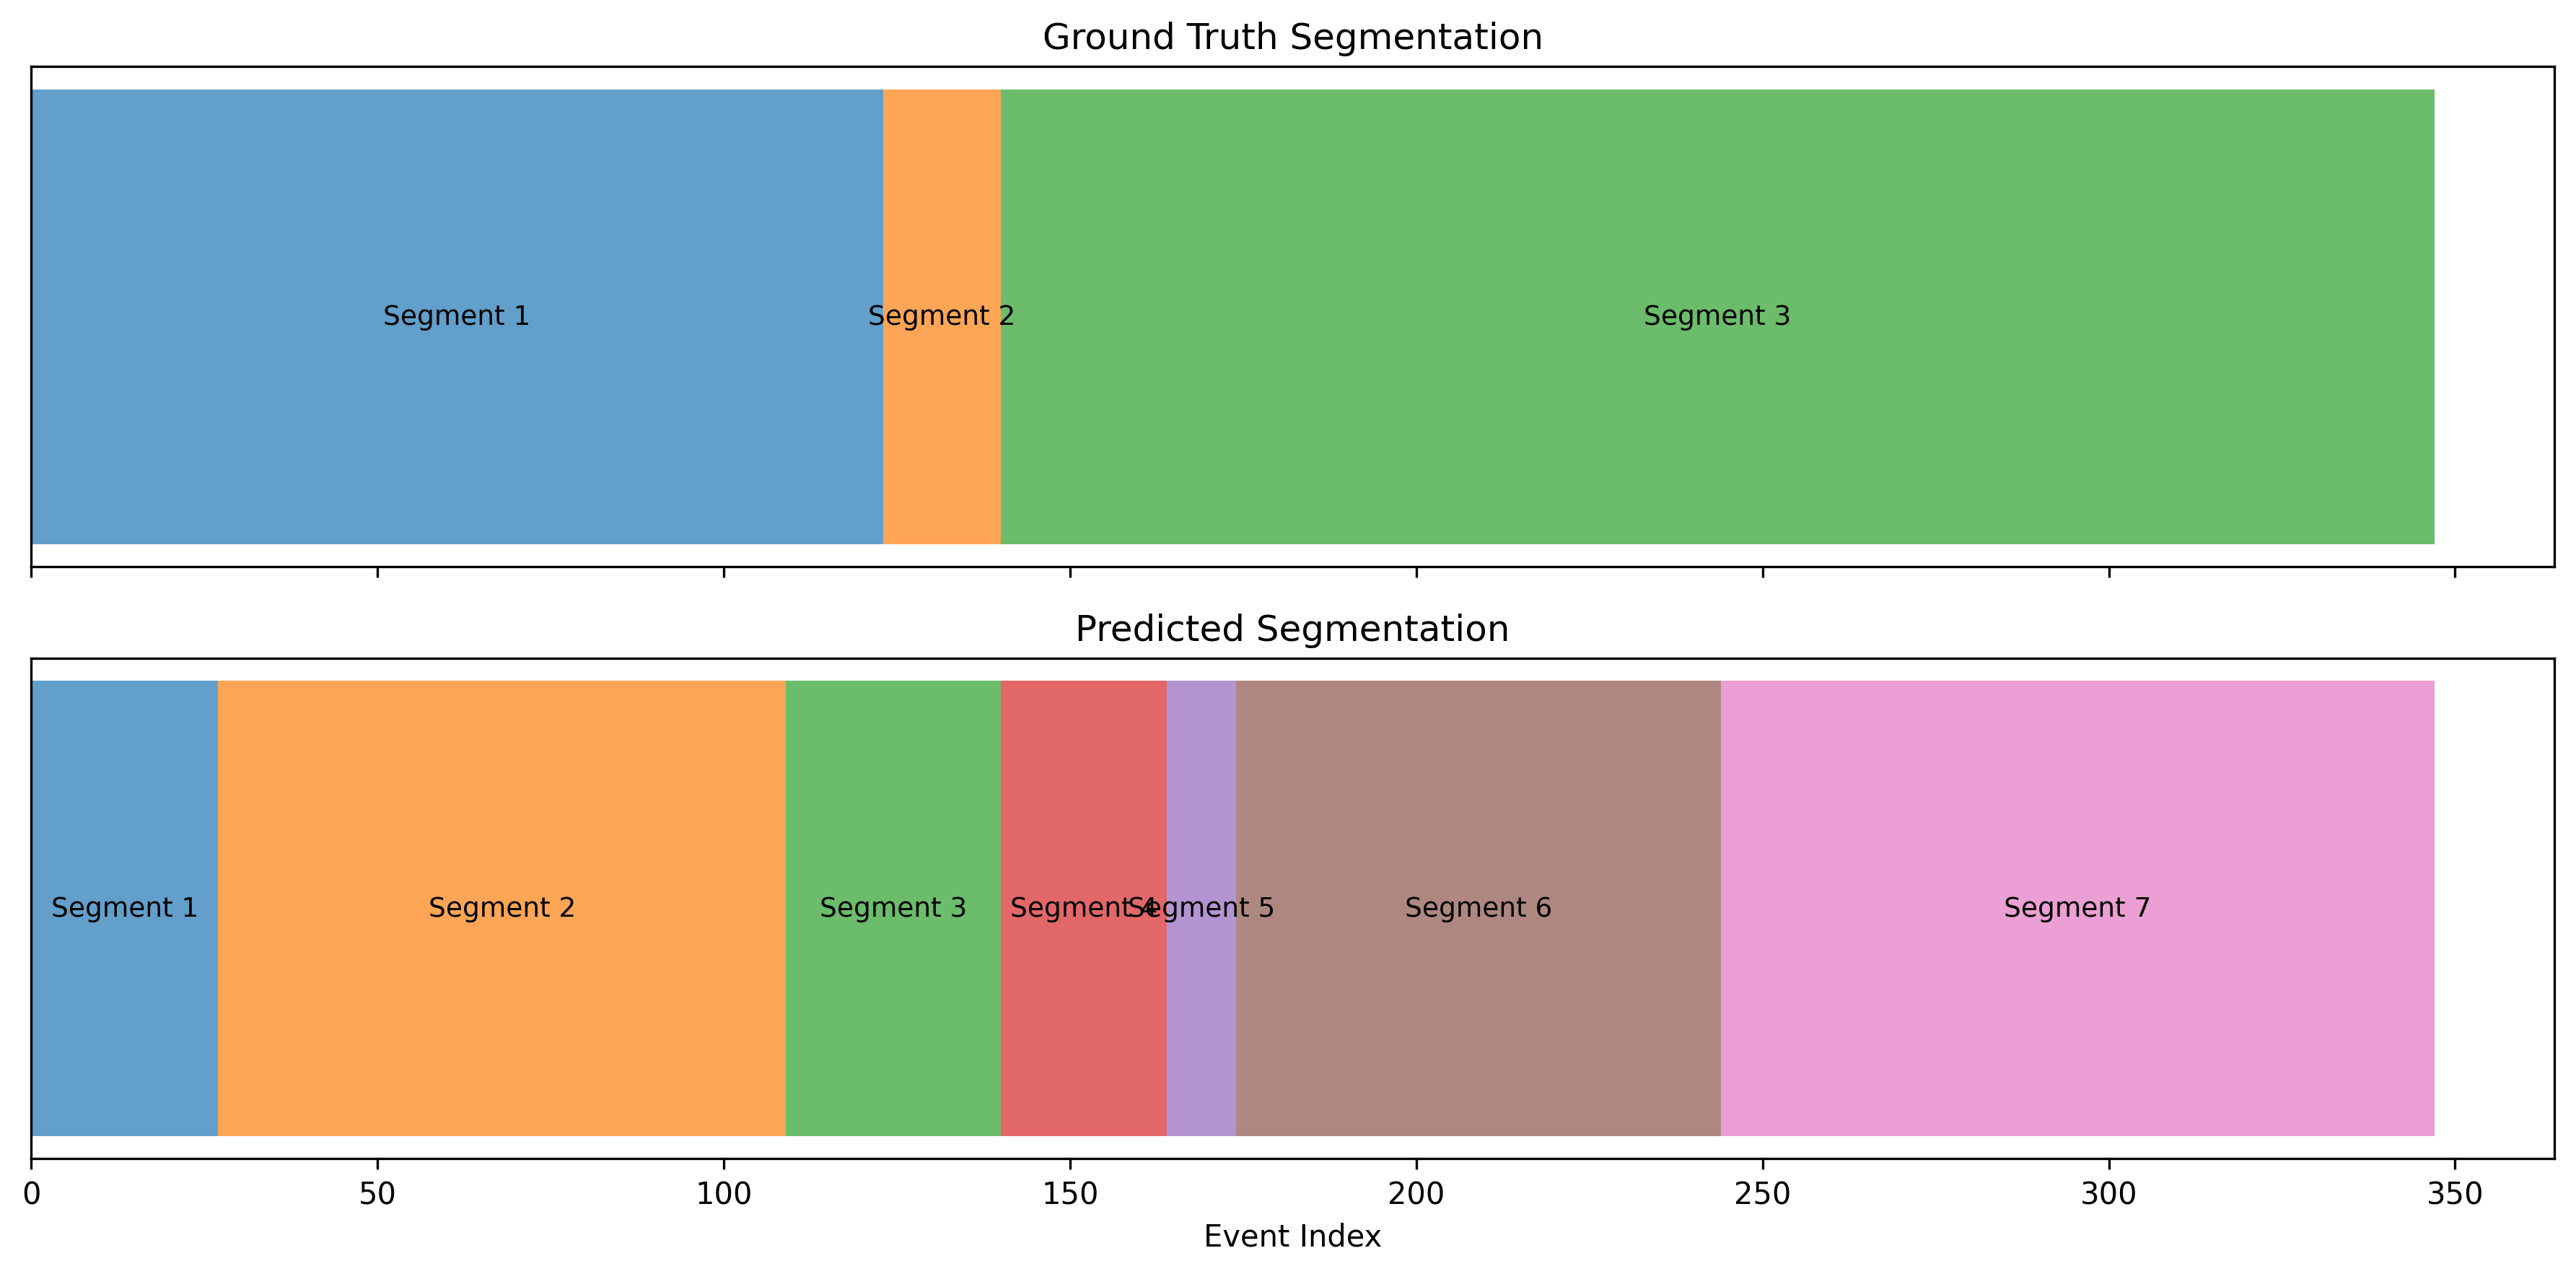 Ground Truth Segmentation
Segment 1 Segment 2 Segment 3
Predicted Segmentation
Segment 1 Segment 2 Segment 3 Segment 4 Segment 5 Segment 6 Segment 7
0 50 100 150 200 250 300 350
Event Index